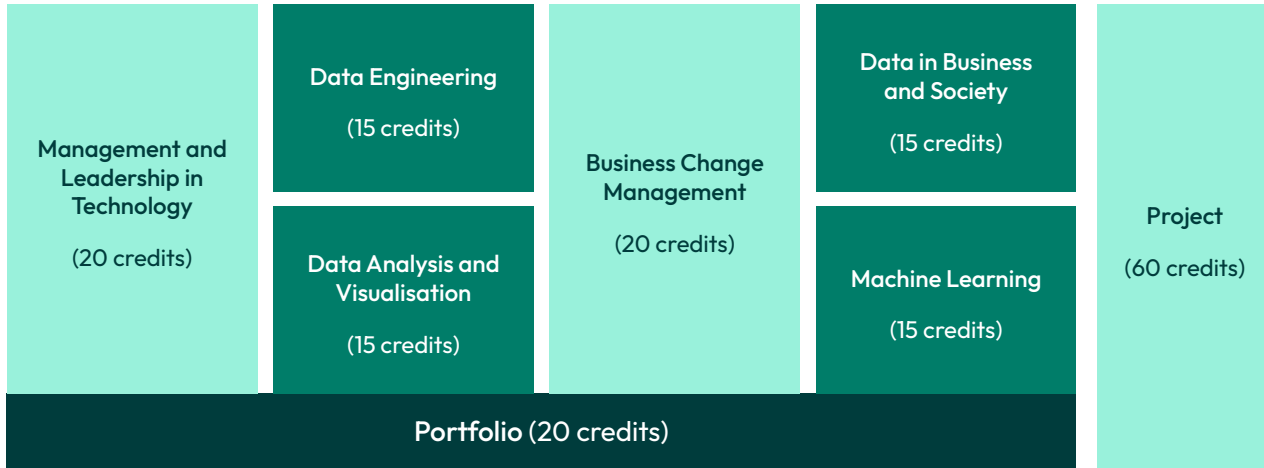 Management and
Leadership in
Technology
(20 credits)
Data Engineering
(15 credits)
Data Analysis and
Visualisation
(15 credits)
Business Change
Management
(20 credits)
Data in Business
and Society
(15 credits)
Machine Learning
(15 credits)
Project
(60 credits)
Portfolio (20 credits)